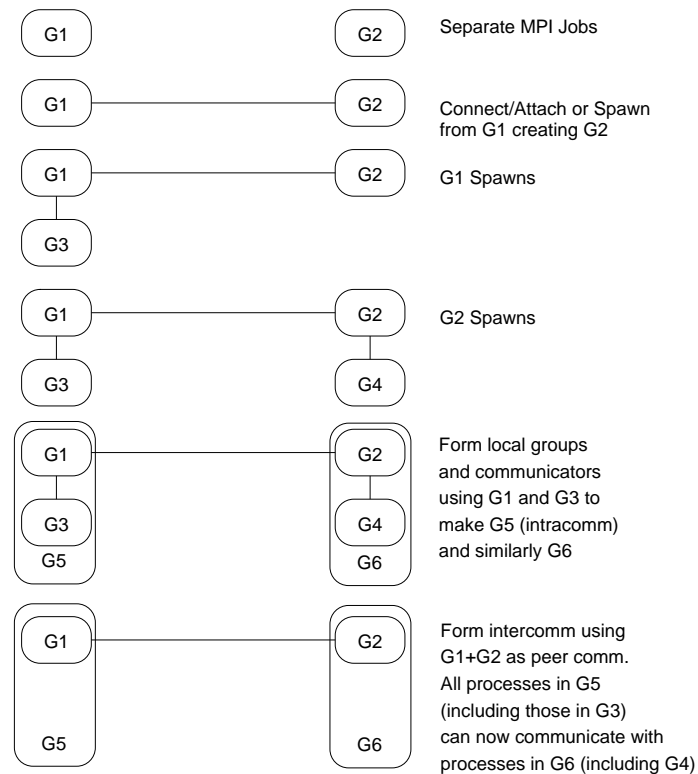 G1
G2
Separate MPI Jobs
G1
G2
Connect/Attach or Spawn
from G1 creating G2
G1
G2
G1 Spawns
G3
G1
G2
G2 Spawns
G3
G4
G1
G2
G3
G4
G5
G6
Form local groups
and communicators
using G1 and G3 to
make G5 (intracomm)
and similarly G6
G1
G2
G5
G6
Form intercomm using
G1+G2 as peer comm.
All processes in G5
(including those in G3)
can now communicate with
processes in G6 (including G4)